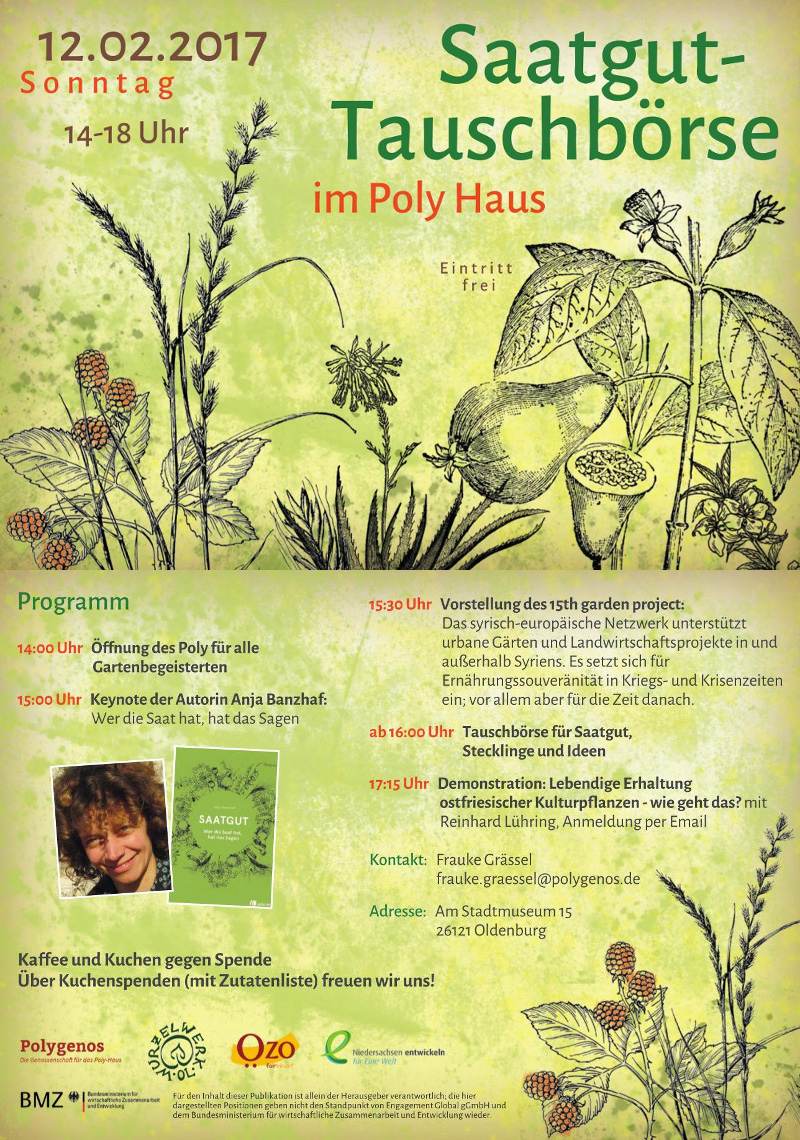 12.02.2017
Sonntag
14-18 Uhr
Saatgut-
Tauschbörse
im Poly Haus
Eintritt
frei
Programm
14:00 Uhr Öffnung des Poly für alle
Gartenbegeisterten
15:00 Uhr Keynote der Autorin Anja Banzhaf:
Wer die Saat hat, hat das Sagen
SAATGUT
Wer die Saat hat,
hat das Sagen
Kaffee und Kuchen gegen Spende
Über Kuchenspenden (mit Zutatenliste) freuen wir uns!
15:30 Uhr Vorstellung des 15th garden project:
Das syrisch-europäische Netzwerk unterstützt
urbane Gärten und Landwirtschaftsprojekte in und
außerhalb Syriens. Es setzt sich für
Ernährungssouveränität in Kriegs- und Krisenzeiten
ein; vor allem aber für die Zeit danach.
ab 16:00 Uhr Tauschbörse für Saatgut,
Stecklinge und Ideen
17:15 Uhr Demonstration: Lebendige Erhaltung
ostfriesischer Kulturpflanzen - wie geht das? mit
Reinhard Lühring, Anmeldung per Email
Kontakt: Frauke Grässel
frauke.graessel@polygenos.de
Adresse: Am Stadtmuseum 15
26121 Oldenburg
Polygenos
Die Genossenschaft für das Poly-Haus
WURZELWERK
Ozo
Niedersachsen entwickeln
für Eine Welt
BMZ
Bundesministerium für
wirtschaftliche Zusammenarbeit
und Entwicklung
Für den Inhalt dieser Publikation ist allein der Herausgeber verantwortlich; die hier
dargestellten Positionen geben nicht den Standpunkt von Engagement Global gGmbH und
dem Bundesministerium für wirtschaftliche Zusammenarbeit und Entwicklung wieder.